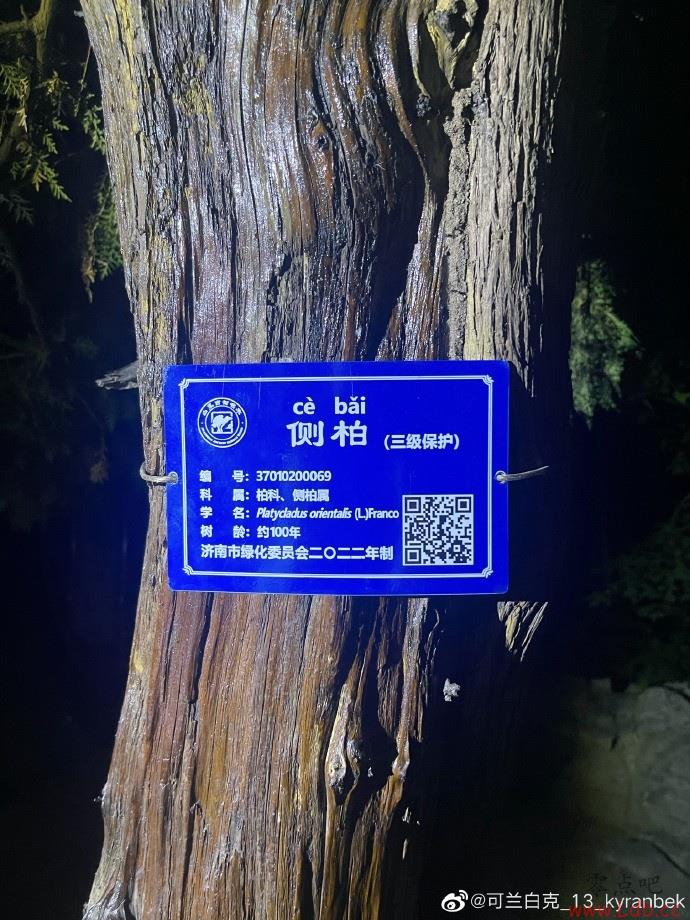 cè bǎi
侧柏 (三级保护)
编 号：37010200069
科 属：柏科、侧柏属
学 名：Platycladus orientalis (L.)Franco
树 龄：约100年
济南市绿化委员会二〇二二年制
@可兰白克_13_kyranbek